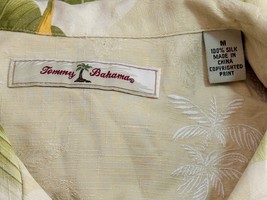 Tommy Bahama®
M
100% SILK
MADE IN
CHINA
COPYRIGHTED
PRINT